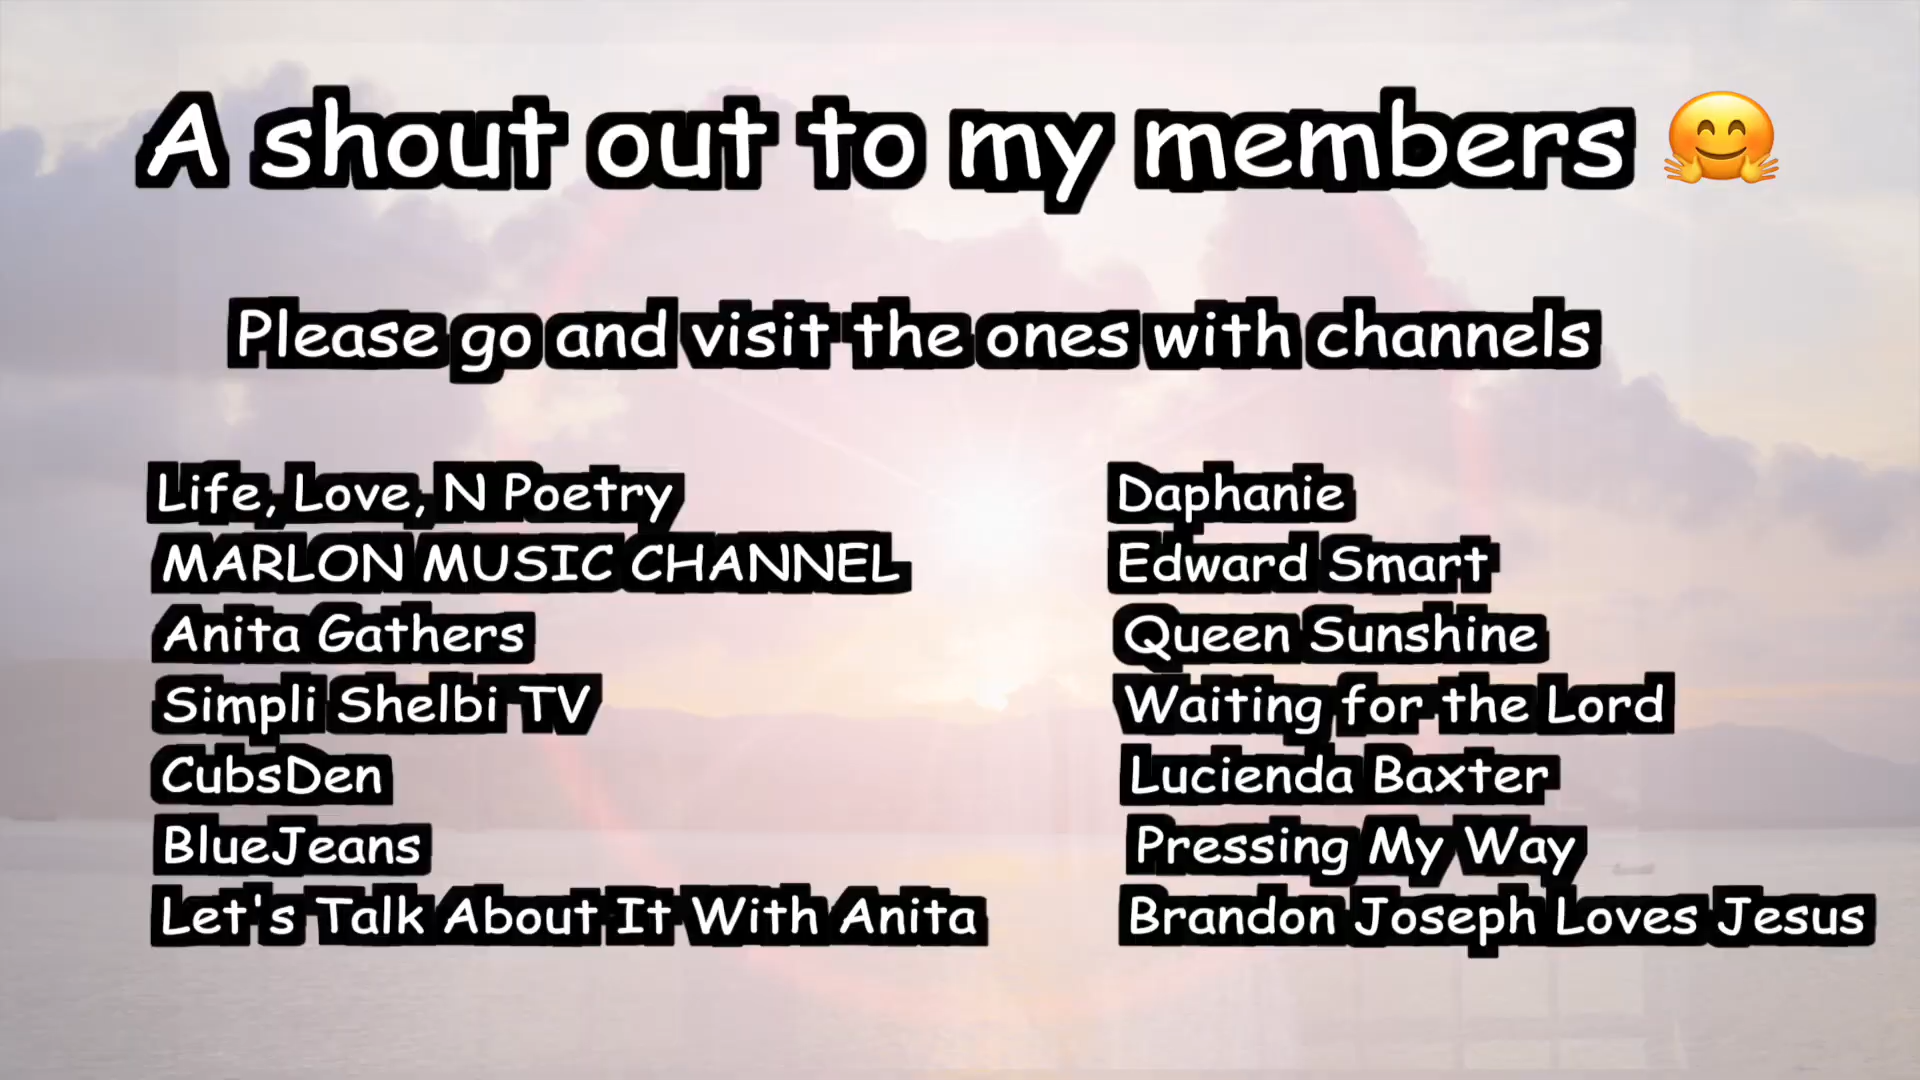 A shout out to my members 🤗
Please go and visit the ones with channels
Life, Love, N Poetry
MARLON MUSIC CHANNEL
Anita Gathers
Simpli Shelbi TV
CubsDen
BlueJeans
Let's Talk About It With Anita
Daphanie
Edward Smart
Queen Sunshine
Waiting for the Lord
Lucienda Baxter
Pressing My Way
Brandon Joseph Loves Jesus